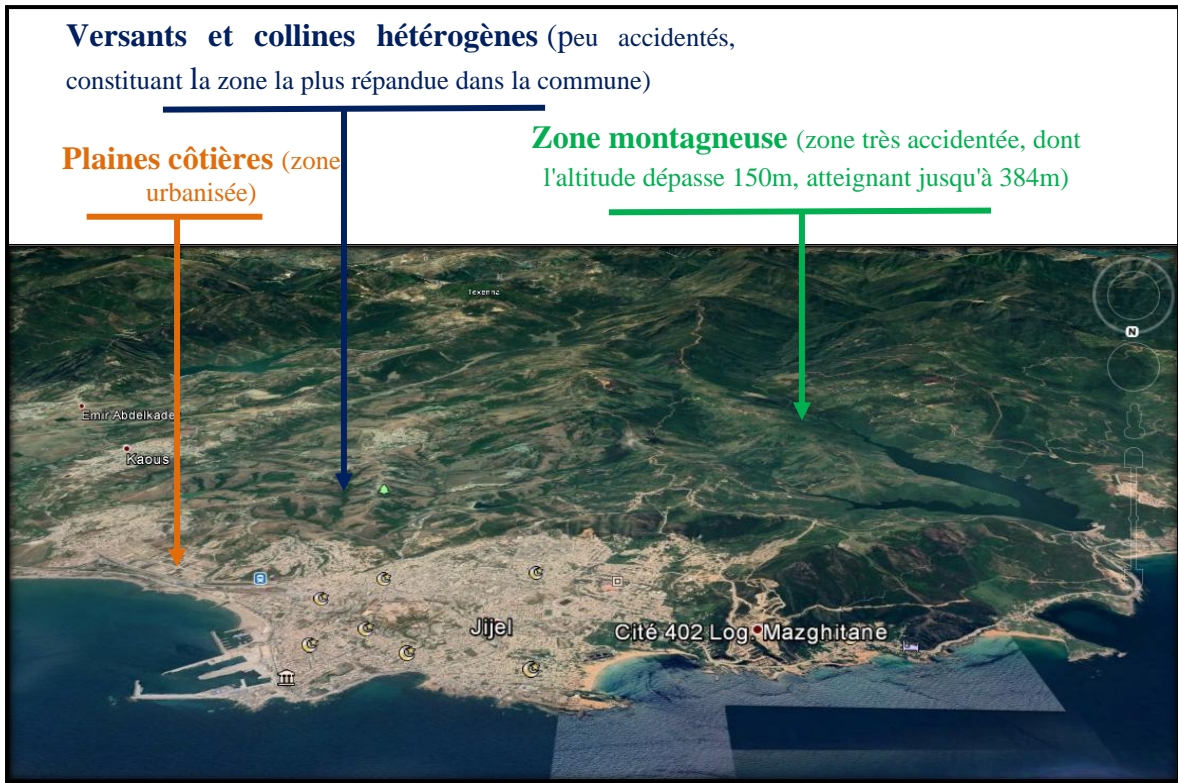 Versants et collines hétérogènes (peu accidentés,
constituant la zone la plus répandue dans la commune)
Plaines côtières (zone
urbanisée)
Zone montagneuse (zone très accidentée, dont
l'altitude dépasse 150m, atteignant jusqu'à 384m)
Texenna
N
Emir Abdelkade
Kaous
Jijel
Cité 402 Log. Mazghitane